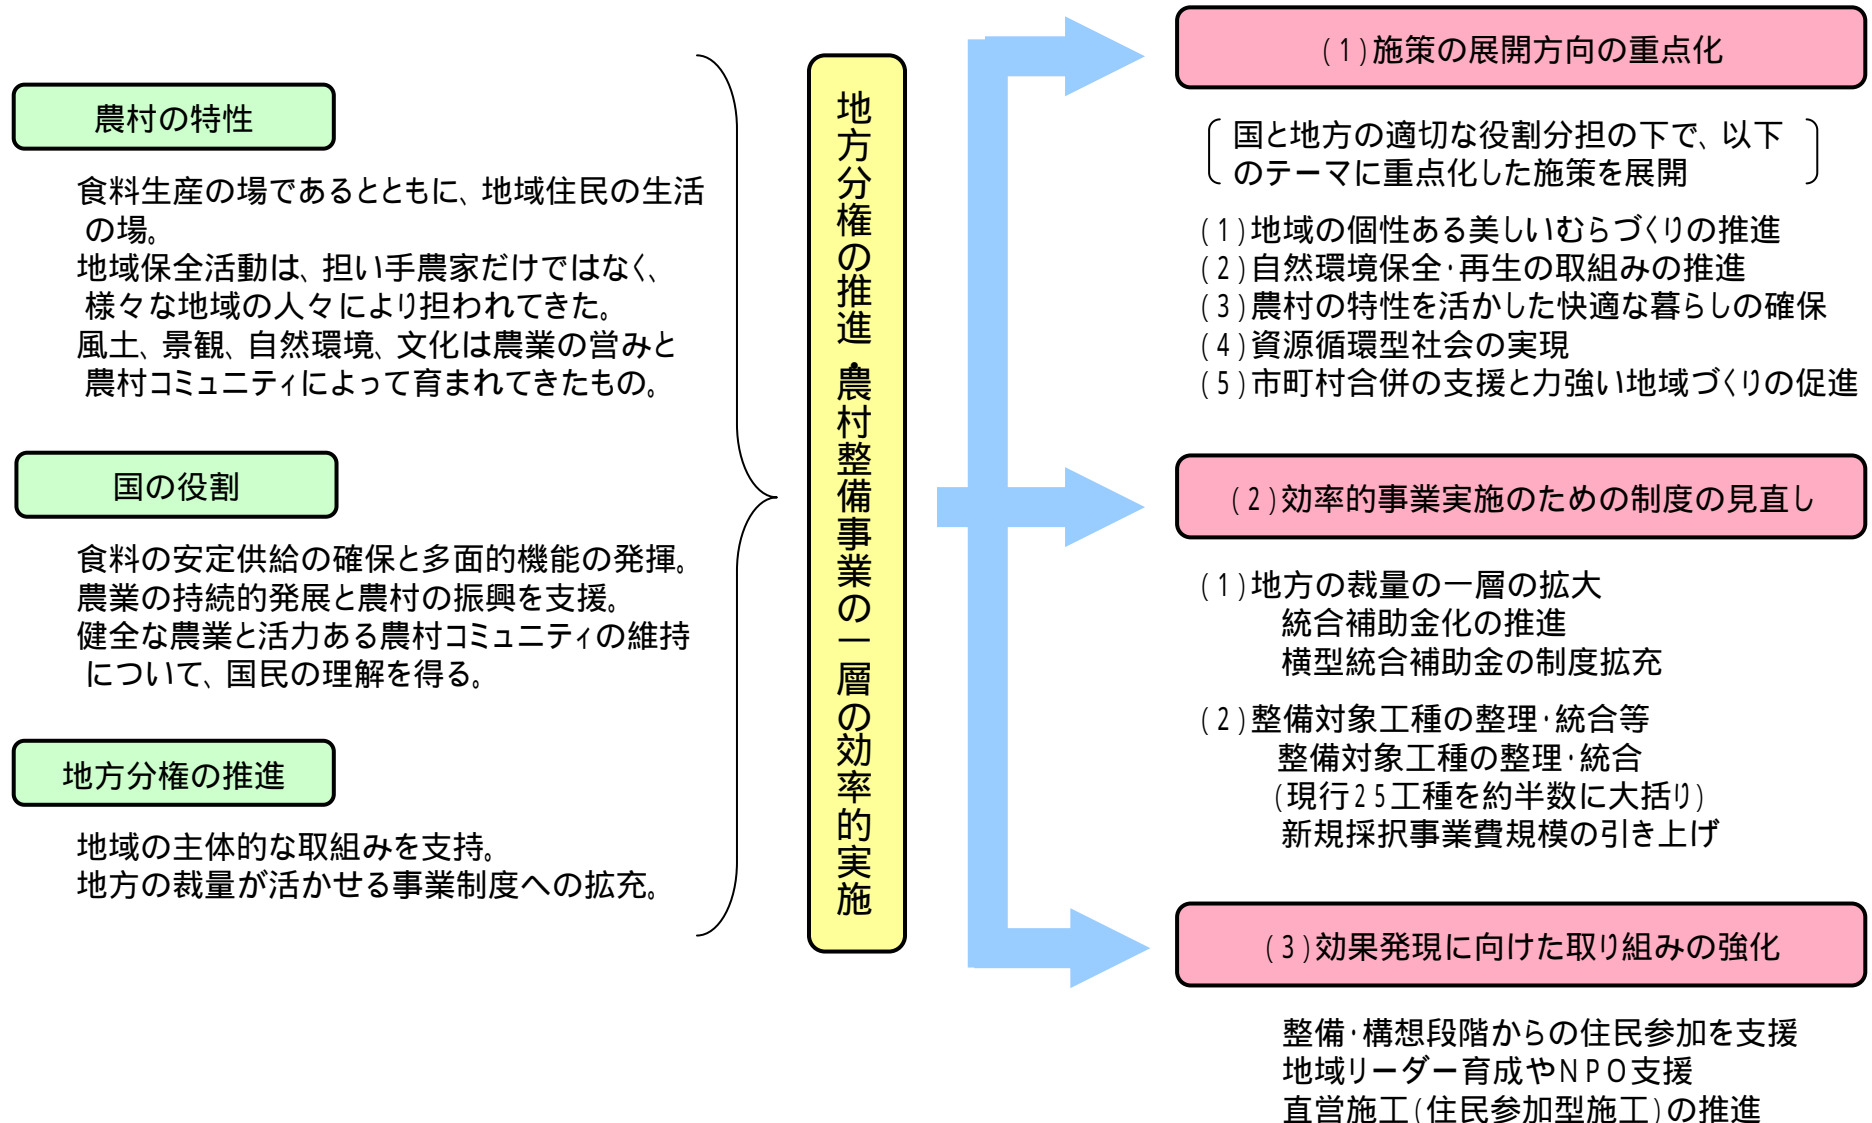 農村の特性
食料生産の場であるとともに、地域住民の生活
の場。
地域保全活動は、担い手農家だけではなく、
様々な地域の人々により担われてきた。
風土、景観、自然環境、文化は農業の営みと
農村コミュニティによって育まれてきたもの。
国の役割
食料の安定供給の確保と多面的機能の発揮。
農業の持続的発展と農村の振興を支援。
健全な農業と活力ある農村コミュニティの維持
について、国民の理解を得る。
地方分権の推進
地域の主体的な取組みを支持。
地方の裁量が活かせる事業制度への拡充。
地方分権の推進・農村整備事業の一層の効率的実施
(1)施策の展開方向の重点化
国と地方の適切な役割分担の下で、以下
のテーマに重点化した施策を展開
(1)地域の個性ある美しいむらづくりの推進
(2)自然環境保全・再生の取組みの推進
(3)農村の特性を活かした快適な暮らしの確保
(4)資源循環型社会の実現
(5)市町村合併の支援と力強い地域づくりの促進
(2)効率的事業実施のための制度の見直し
(1)地方の裁量の一層の拡大
統合補助金化の推進
横型統合補助金の制度拡充
(2)整備対象工種の整理・統合等
整備対象工種の整理・統合
(現行25工種を約半数に大括り)
新規採択事業費規模の引き上げ
(3)効果発現に向けた取り組みの強化
整備・構想段階からの住民参加を支援
地域リーダー育成やNPO支援
直営施工(住民参加型施工)の推進